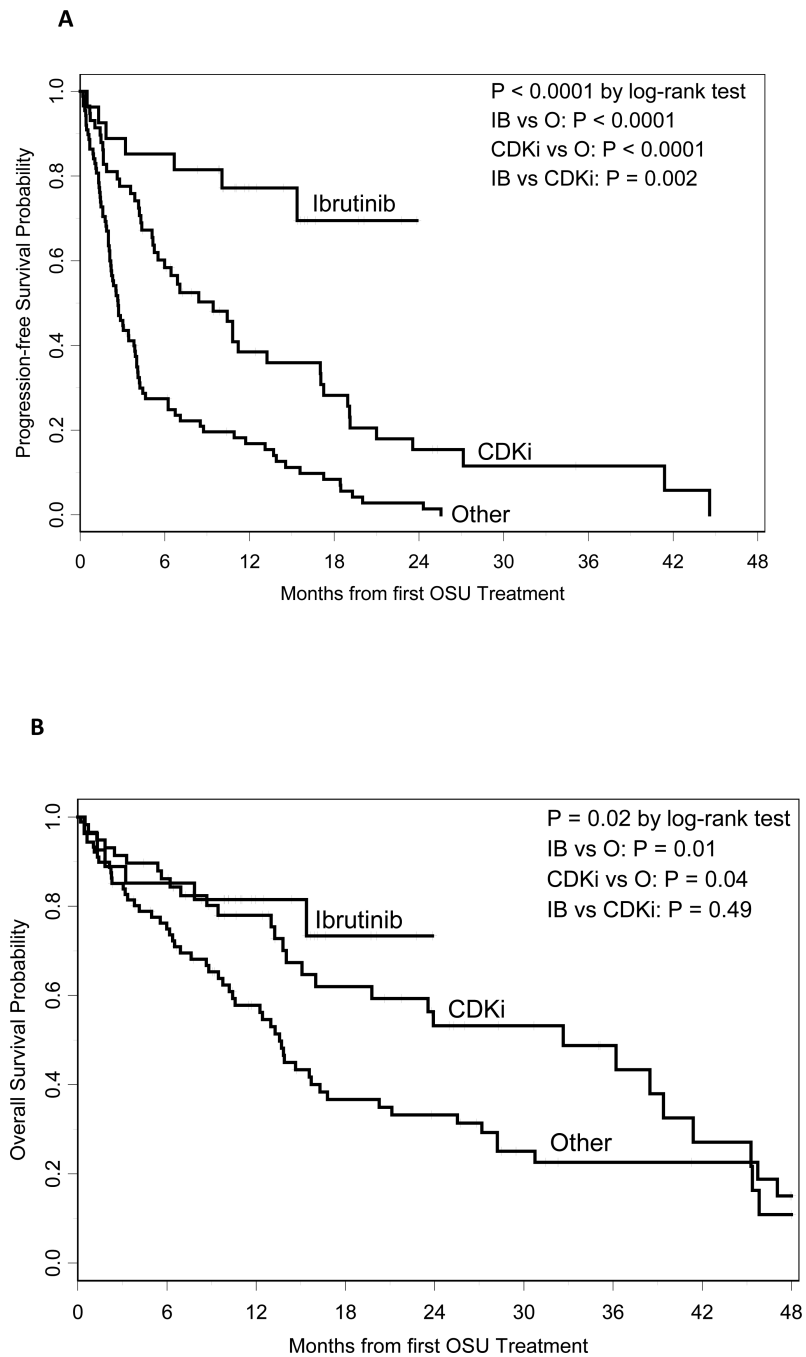 A
P < 0.0001 by log-rank test
IB vs O: P < 0.0001
CDKi vs O: P < 0.0001
IB vs CDKi: P = 0.002
Progression-free Survival Probability
1.0
0.8
0.6
0.4
0.2
0.0
Ibrutinib
CDKi
Other
0 6 12 18 24 30 36 42 48
Months from first OSU Treatment
B
P = 0.02 by log-rank test
IB vs O: P = 0.01
CDKi vs O: P = 0.04
IB vs CDKi: P = 0.49
Overall Survival Probability
1.0
0.8
0.6
0.4
0.2
0.0
Ibrutinib
CDKi
Other
0 6 12 18 24 30 36 42 48
Months from first OSU Treatment